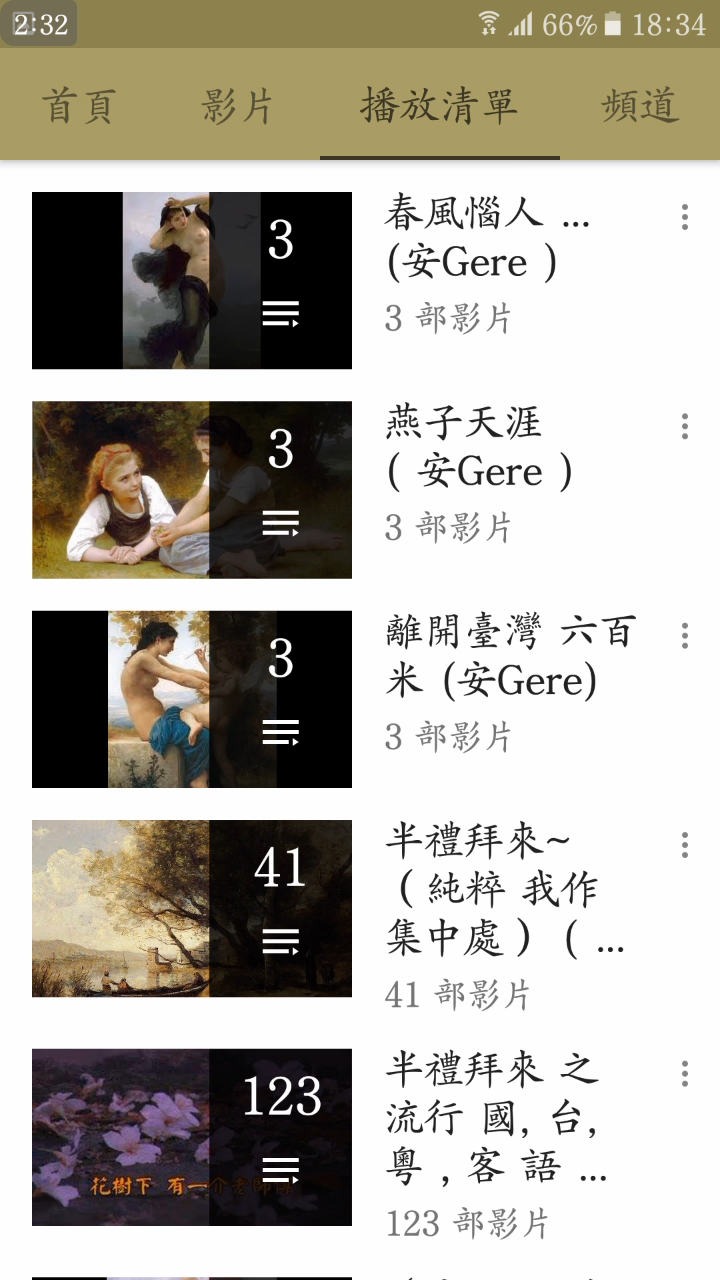 2:32
66% 18:34
首頁 影片 播放清單 頻道
3
春風惱人 ...
(安Gere )
3 部影片
3
燕子天涯
( 安Gere )
3 部影片
3
離開臺灣 六百
米 (安Gere)
3 部影片
41
半禮拜來~
( 純粹 我作
集中處 ) ( ...
41 部影片
123
花樹下 有一介老師傅
半禮拜來 之
流行 國, 台,
粵 , 客 語 ...
123 部影片